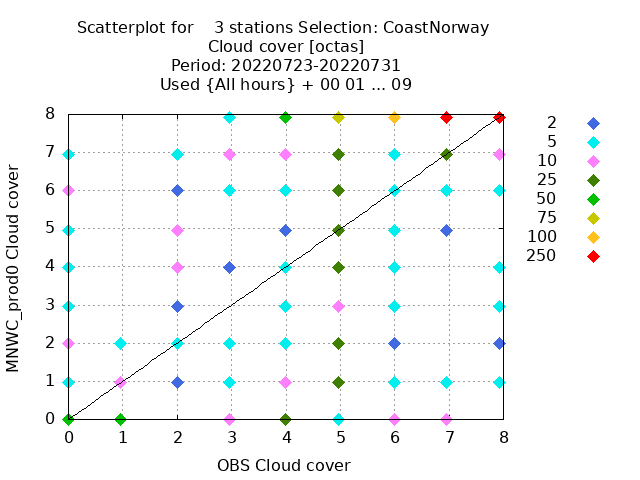 Scatterplot for    3 stations Selection: CoastNorway
Cloud cover [octas]
Period: 20220723-20220731
Used {All hours} + 00 01 ... 09
8
7
6
5
4
3
2
1
0
MNWC_prod0 Cloud cover
0 1 2 3 4 5 6 7 8
OBS Cloud cover
2
5
10
25
50
75
100
250